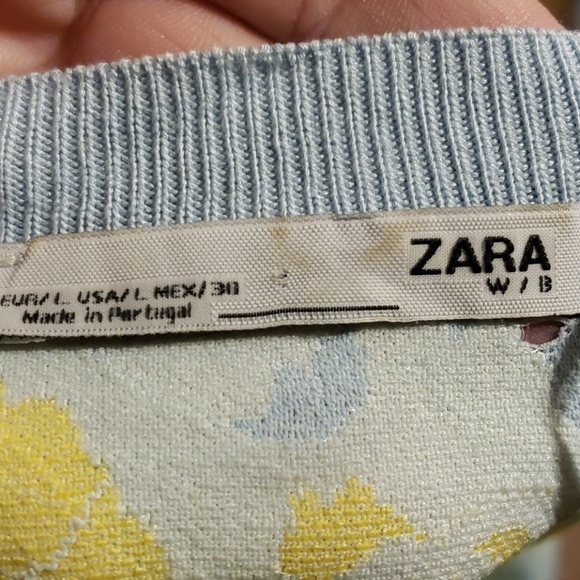 ZARA
W / B
EUR/ L USA/ L MEX/ 30
Made in Portugal